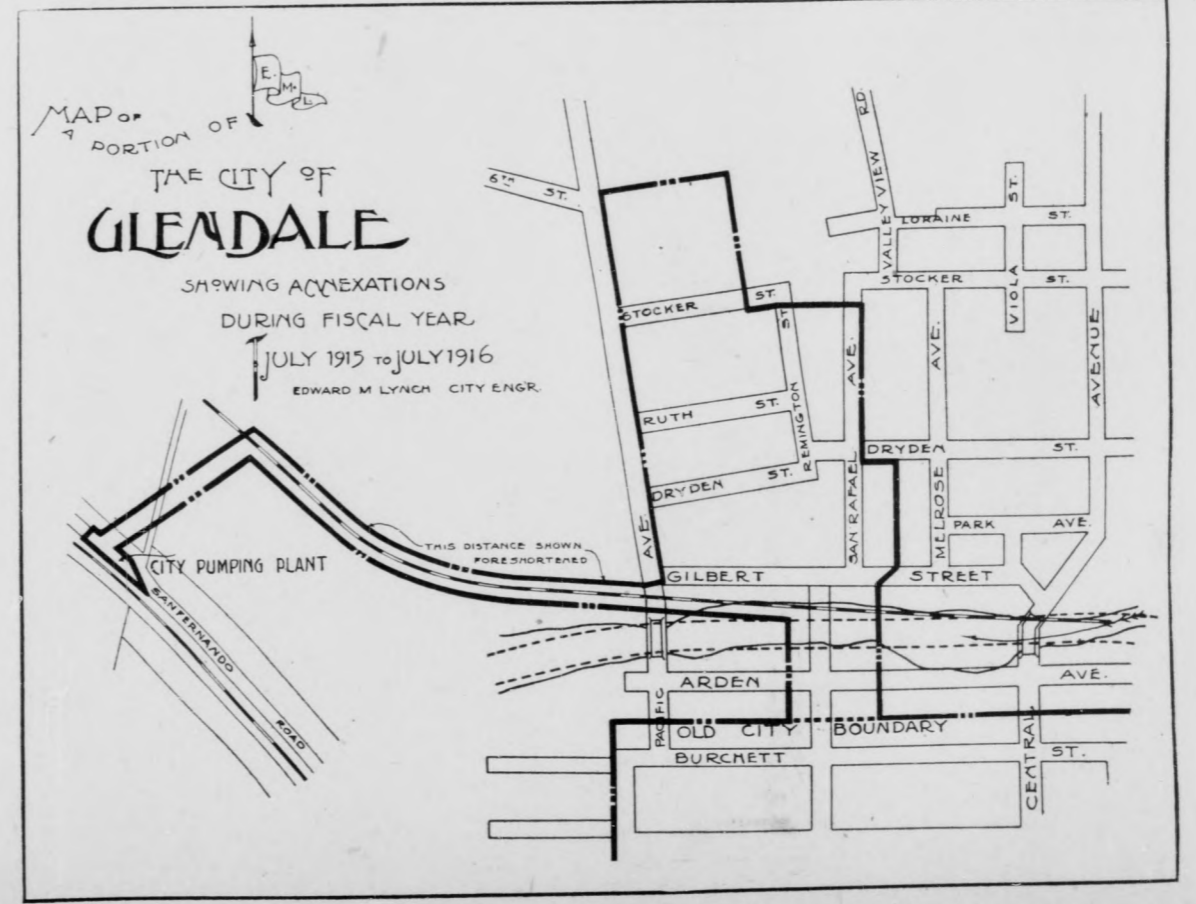 E. M. L.
MAP OF
A PORTION OF
THE CITY OF
GLENDALE
SHOWING ANNEXATIONS
DURING FISCAL YEAR
JULY 1915 TO JULY 1916
EDWARD M LYNCH CITY ENGR.
6TH ST.
VALLEY VIEW RD.
LORAINE ST.
VIOLA ST.
STOCKER ST.
STOCKER ST.
REMINGTON ST.
SAN RAFAEL AVE.
MELROSE AVE.
CENTRAL AVENUE
RUTH ST.
DRYDEN ST.
DRYDEN ST.
PARK AVE.
PACIFIC AVE.
THIS DISTANCE SHOWN
FORESHORTENED
CITY PUMPING PLANT
GILBERT STREET
SANFERNANDO ROAD
ARDEN AVE.
OLD CITY BOUNDARY
BURCHETT ST.